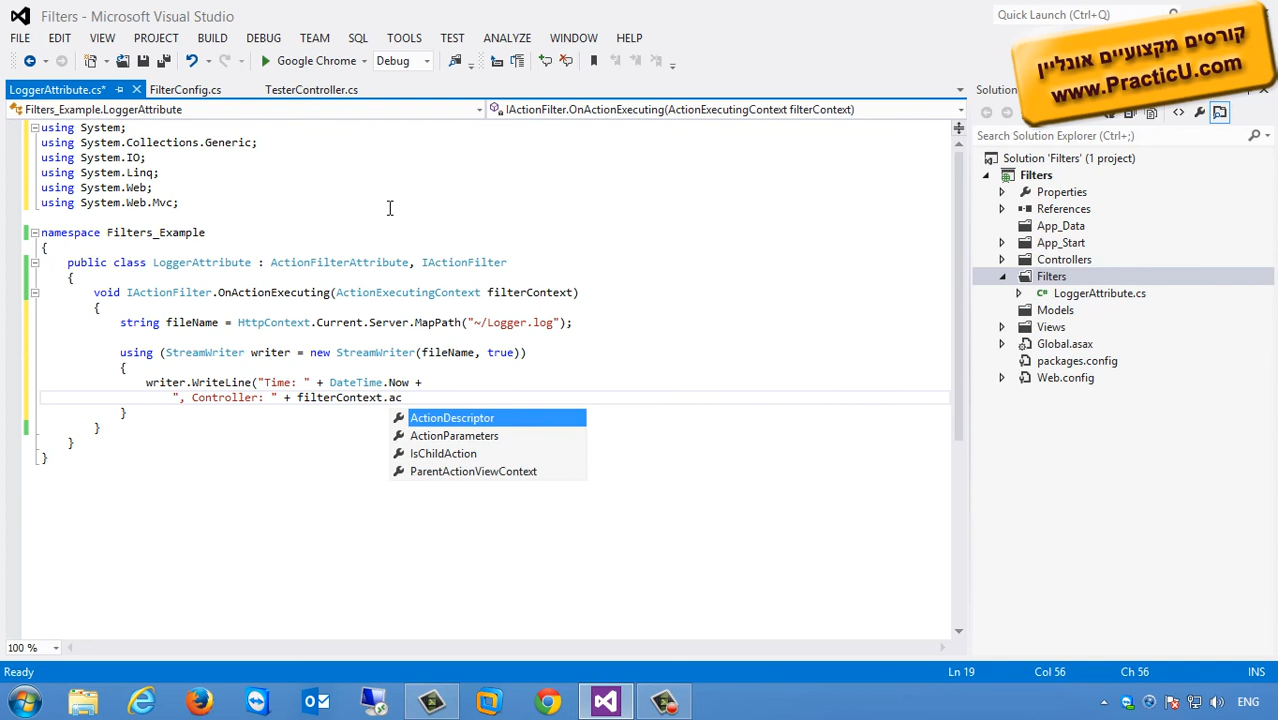 Filters - Microsoft Visual Studio
Quick Launch (Ctrl+Q)
קורסים מקצועיים אונליין
www.PracticU.com
FILE EDIT VIEW PROJECT BUILD DEBUG TEAM SQL TOOLS TEST ANALYZE WINDOW HELP
Google Chrome Debug
LoggerAttribute.cs* FilterConfig.cs TesterController.cs
Filters_Example.LoggerAttribute IActionFilter.OnActionExecuting(ActionExecutingContext filterContext)
using System;
using System.Collections.Generic;
using System.IO;
using System.Linq;
using System.Web;
using System.Web.Mvc;
namespace Filters_Example
{
public class LoggerAttribute : ActionFilterAttribute, IActionFilter
{
void IActionFilter.OnActionExecuting(ActionExecutingContext filterContext)
{
string fileName = HttpContext.Current.Server.MapPath("~/Logger.log");
using (StreamWriter writer = new StreamWriter(fileName, true))
{
writer.WriteLine("Time: " + DateTime.Now +
", Controller: " + filterContext.ac
}
}
}
}
ActionDescriptor
ActionParameters
IsChildAction
ParentActionViewContext
100 %
Search Solution Explorer (Ctrl+;)
Solution 'Filters' (1 project)
Filters
Properties
References
App_Data
App_Start
Controllers
Filters
LoggerAttribute.cs
Models
Views
Global.asax
packages.config
Web.config
Ready Ln 19 Col 56 Ch 56 INS
ENG